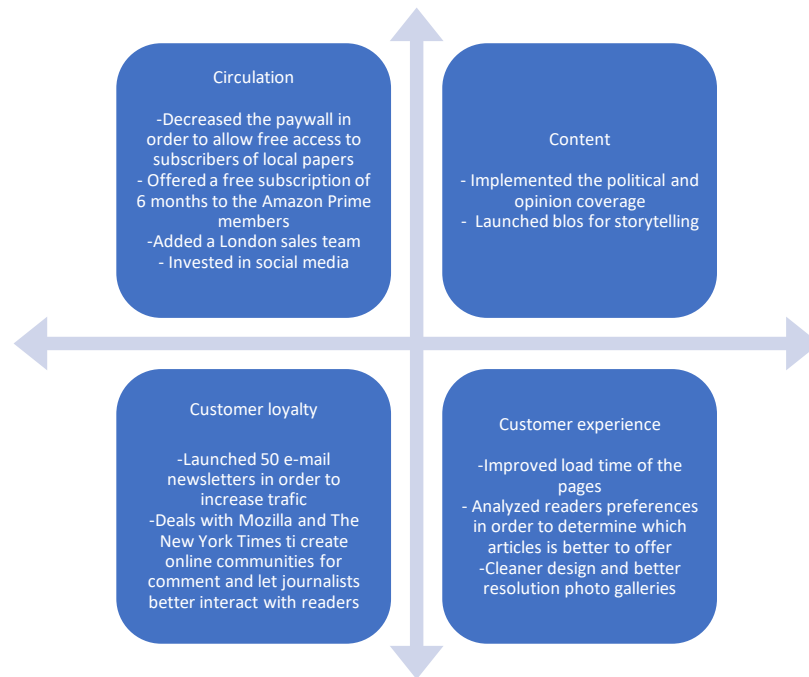 Circulation
-Decreased the paywall in
order to allow free access to
subscribers of local papers
- Offered a free subscription of
6 months to the Amazon Prime
members
-Added a London sales team
- Invested in social media
Content
- Implemented the political and
opinion coverage
- Launched blos for storytelling
Customer loyalty
-Launched 50 e-mail
newsletters in order to
increase trafic
-Deals with Mozilla and The
New York Times ti create
online communities for
comment and let journalists
better interact with readers
Customer experience
-Improved load time of the
pages
- Analyzed readers preferences
in order to determine which
articles is better to offer
-Cleaner design and better
resolution photo galleries